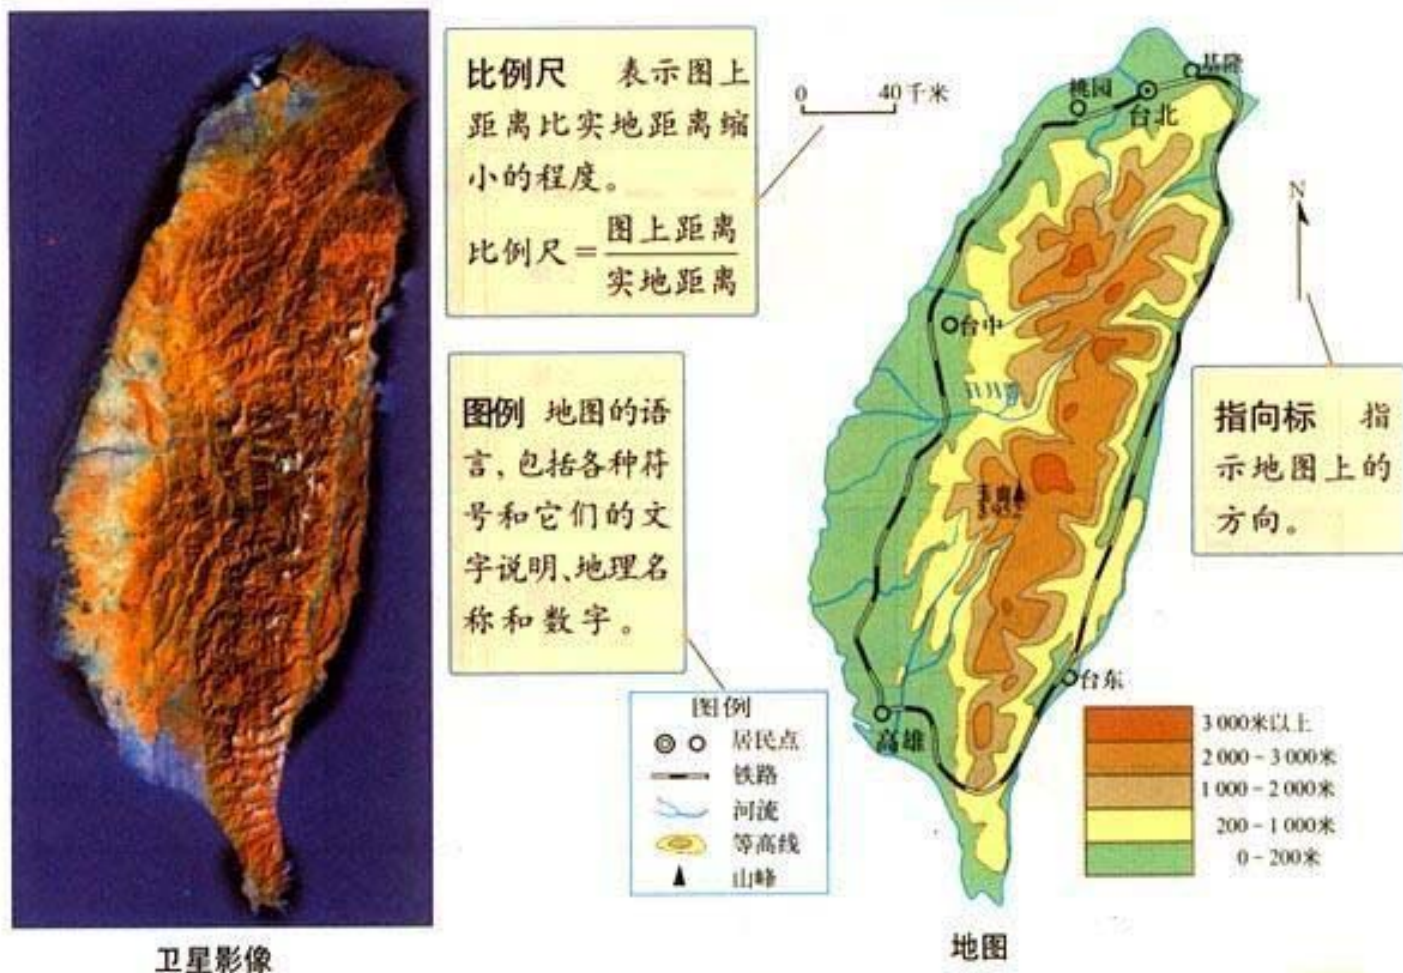 比例尺 表示图上
距离比实地距离缩
小的程度。
比例尺=图上距离
实地距离
0 40千米
图例 地图的语
言、包括各种符
号和它们的文
字说明、地理名
称和数字。
图例
居民点
铁路
河流
等高线
山峰
基隆
桃园
台北
台中
日月潭
玉山
台东
高雄
N
指向标 指
示地图上的
方向。
3 000米以上
2 000-3 000米
1 000-2 000米
200-1 000米
0-200米
卫星影像
地图